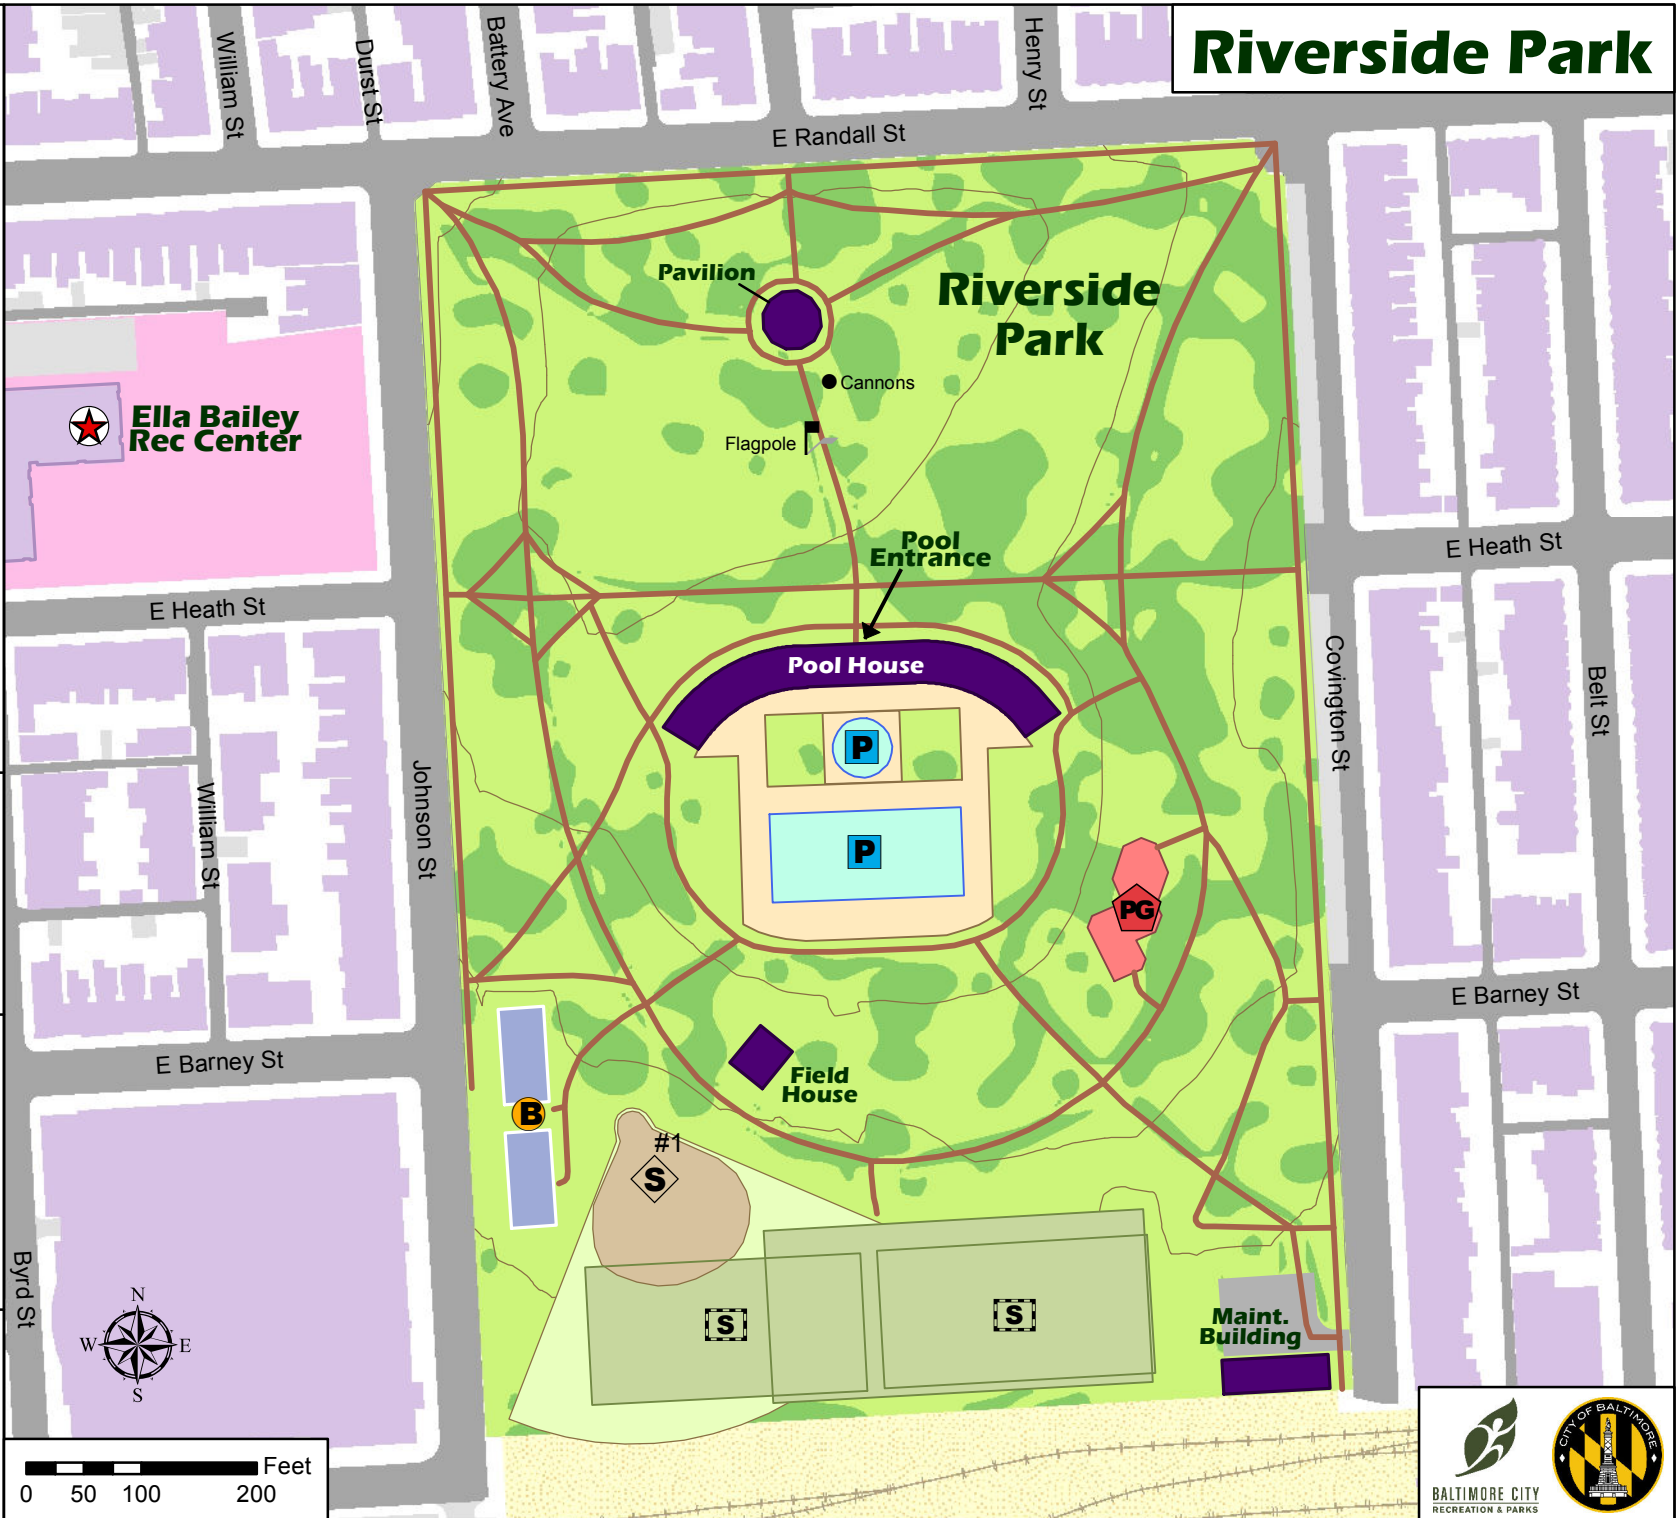 Riverside Park
William St
Durst St
Battery Ave
Henry St
E Randall St
Pavilion
Riverside
Park
Cannons
Flagpole
Ella Bailey
Rec Center
Pool
Entrance
E Heath St
E Heath St
Pool House
Covington St
Belt St
P
P
Johnson St
William St
PG
E Barney St
E Barney St
Field
House
B
#1
S
Byrd St
N
W
E
S
S
S
Maint.
Building
Feet
0 50 100 200
BALTIMORE CITY
RECREATION & PARKS
CITY OF BALTIMORE